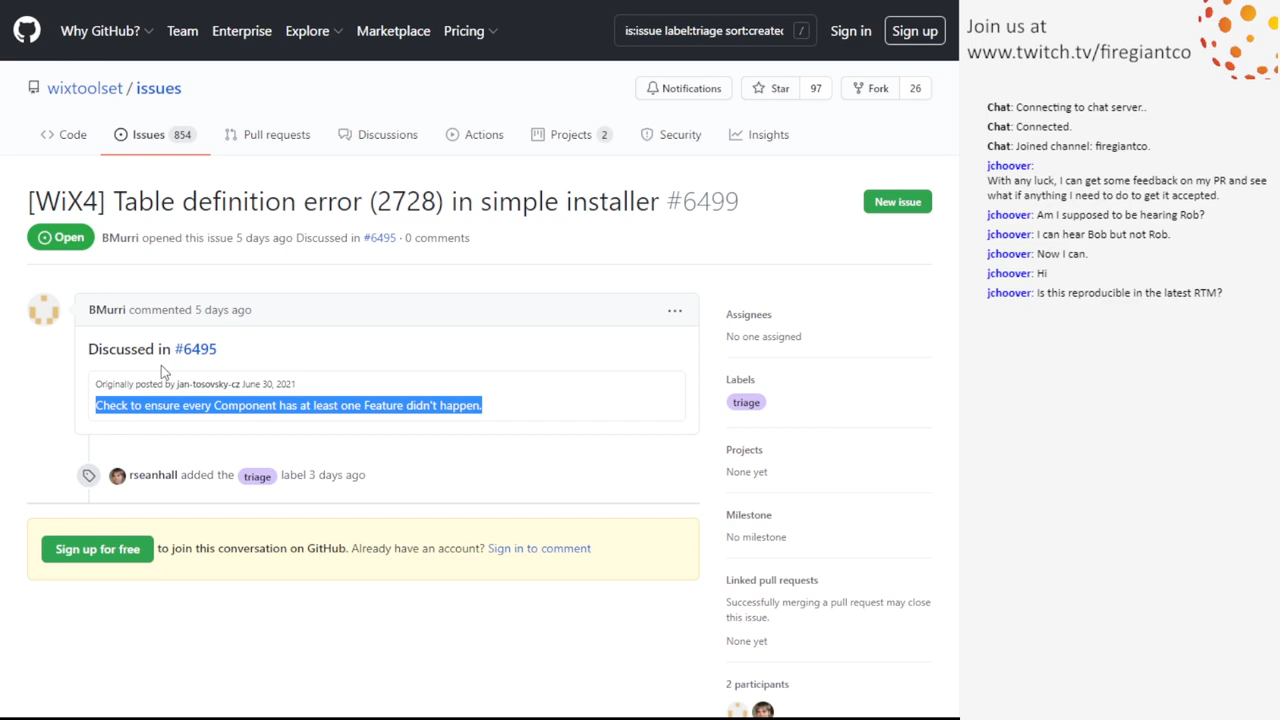 Why GitHub? Team Enterprise Explore Marketplace Pricing is:issue label:triage sort:created / Sign in Sign up
wixtoolset / issues
Notifications Star 97 Fork 26
Code Issues 854 Pull requests Discussions Actions Projects 2 Security Insights
[WiX4] Table definition error (2728) in simple installer #6499
New issue
Open BMurri opened this issue 5 days ago Discussed in #6495 · 0 comments
BMurri commented 5 days ago
Discussed in #6495
Originally posted by jan-tosovsky-cz June 30, 2021
Check to ensure every Component has at least one Feature didn't happen.
rseanhall added the triage label 3 days ago
Sign up for free to join this conversation on GitHub. Already have an account? Sign in to comment
Assignees
No one assigned
Labels
triage
Projects
None yet
Milestone
No milestone
Linked pull requests
Successfully merging a pull request may close
this issue.
None yet
2 participants
Join us at
www.twitch.tv/firegiantco
Chat: Connecting to chat server..
Chat: Connected.
Chat: Joined channel: firegiantco.
jchoover:
With any luck, I can get some feedback on my PR and see
what if anything I need to do to get it accepted.
jchoover: Am I supposed to be hearing Rob?
jchoover: I can hear Bob but not Rob.
jchoover: Now I can.
jchoover: Hi
jchoover: Is this reproducible in the latest RTM?